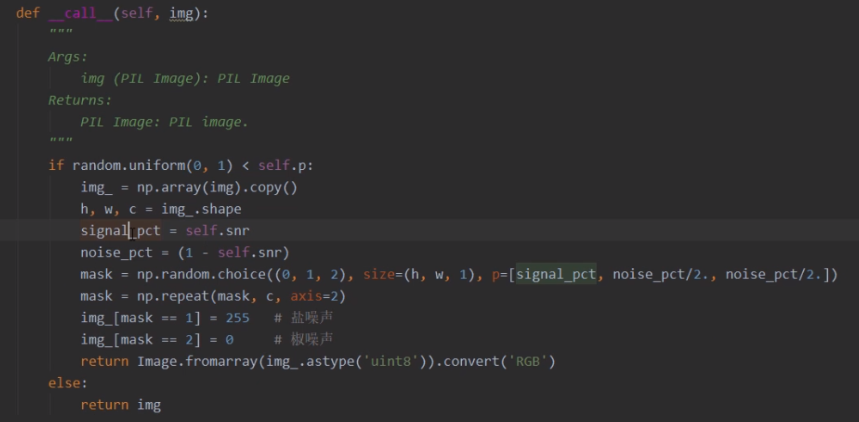 def __call__(self, img):
    """
    Args:
        img (PIL Image): PIL Image
    Returns:
        PIL Image: PIL image.
    """
    if random.uniform(0, 1) < self.p:
        img_ = np.array(img).copy()
        h, w, c = img_.shape
        signal_pct = self.snr
        noise_pct = (1 - self.snr)
        mask = np.random.choice((0, 1, 2), size=(h, w, 1), p=[signal_pct, noise_pct/2., noise_pct/2.])
        mask = np.repeat(mask, c, axis=2)
        img_[mask == 1] = 255   # 盐噪声
        img_[mask == 2] = 0     # 椒噪声
        return Image.fromarray(img_.astype('uint8')).convert('RGB')
    else:
        return img